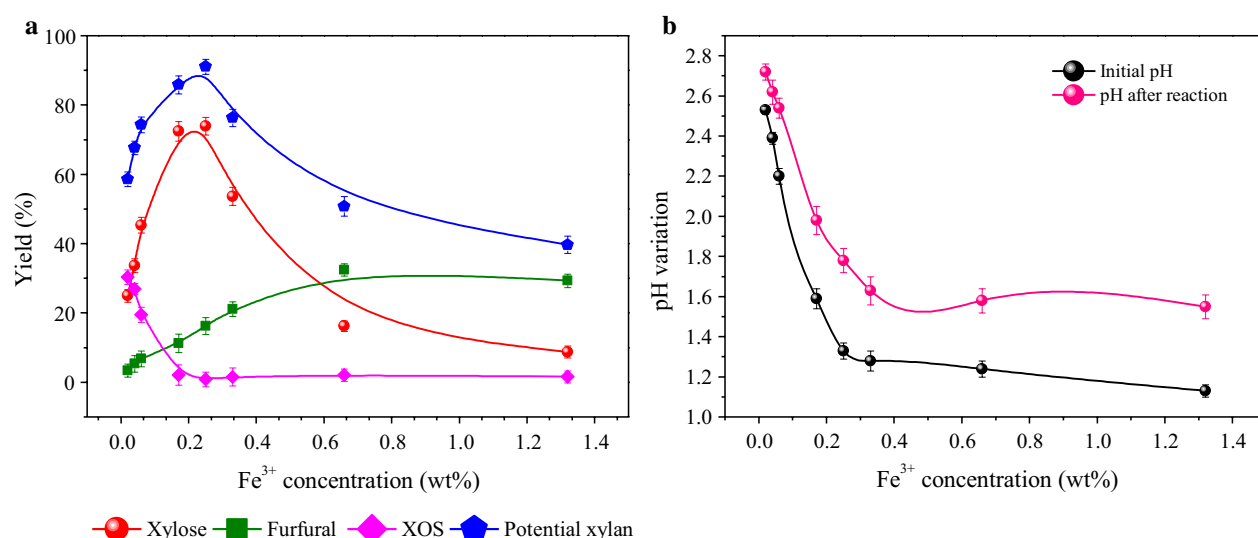 a
100
80
60
40
20
0
Yield (%)
0.0 0.2 0.4 0.6 0.8 1.0 1.2 1.4
Fe³⁺ concentration (wt%)
Xylose Furfural XOS Potential xylan
b
2.8
2.6
2.4
2.2
2.0
1.8
1.6
1.4
1.2
1.0
pH variation
Initial pH
pH after reaction
0.0 0.2 0.4 0.6 0.8 1.0 1.2 1.4
Fe³⁺ concentration (wt%)